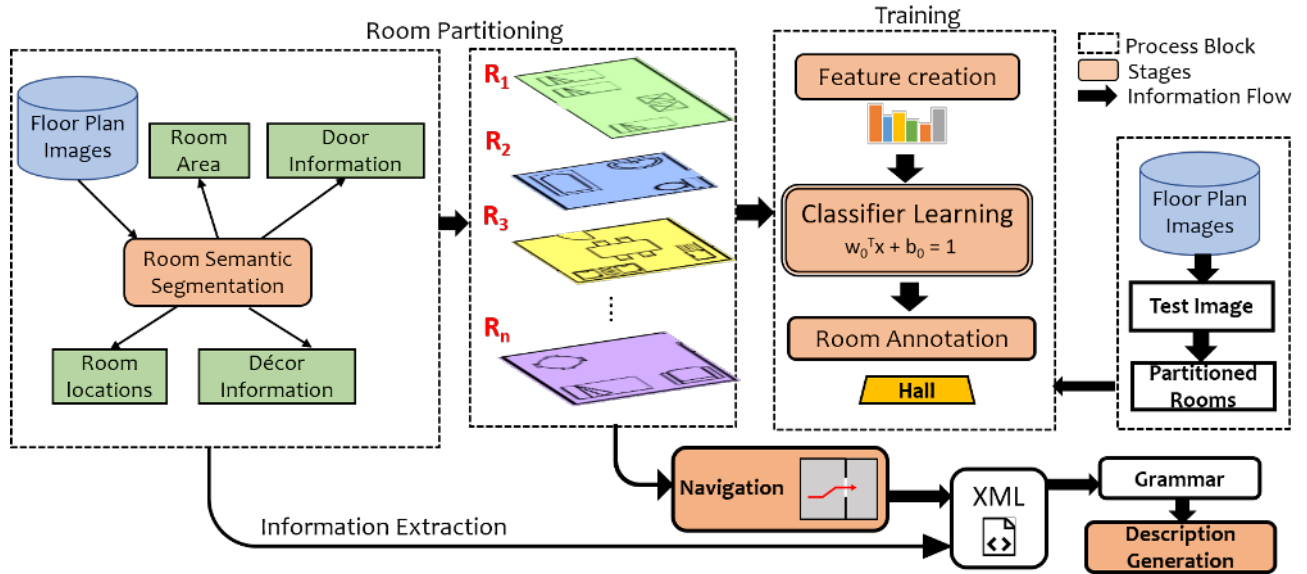 Room Partitioning
Training
Process Block
Stages
Information Flow
Floor Plan
Images
Room
Area
Door
Information
Room Semantic
Segmentation
Room
locations
Décor
Information
R1
R2
R3
Rn
Feature creation
Classifier Learning
w₀ᵀx + b₀ = 1
Room Annotation
Hall
Floor Plan
Images
Test Image
Partitioned
Rooms
Navigation
XML
Grammar
Description
Generation
Information Extraction